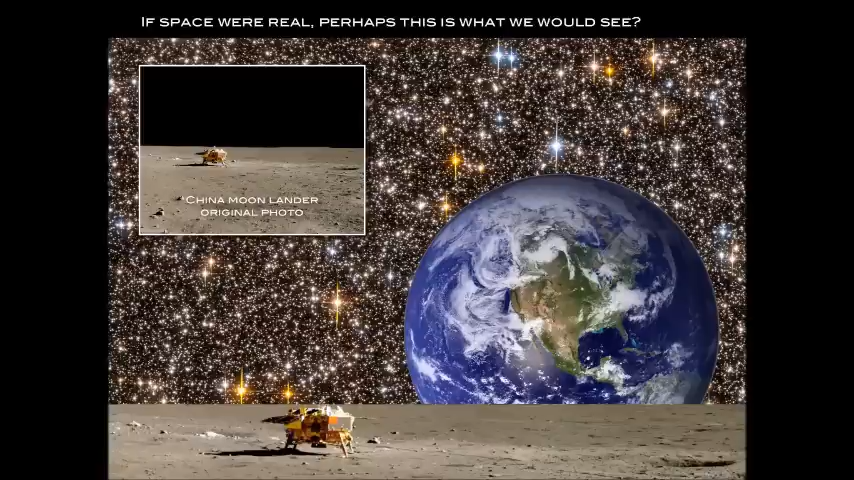 If space were real, perhaps this is what we would see?
*China moon lander
original photo